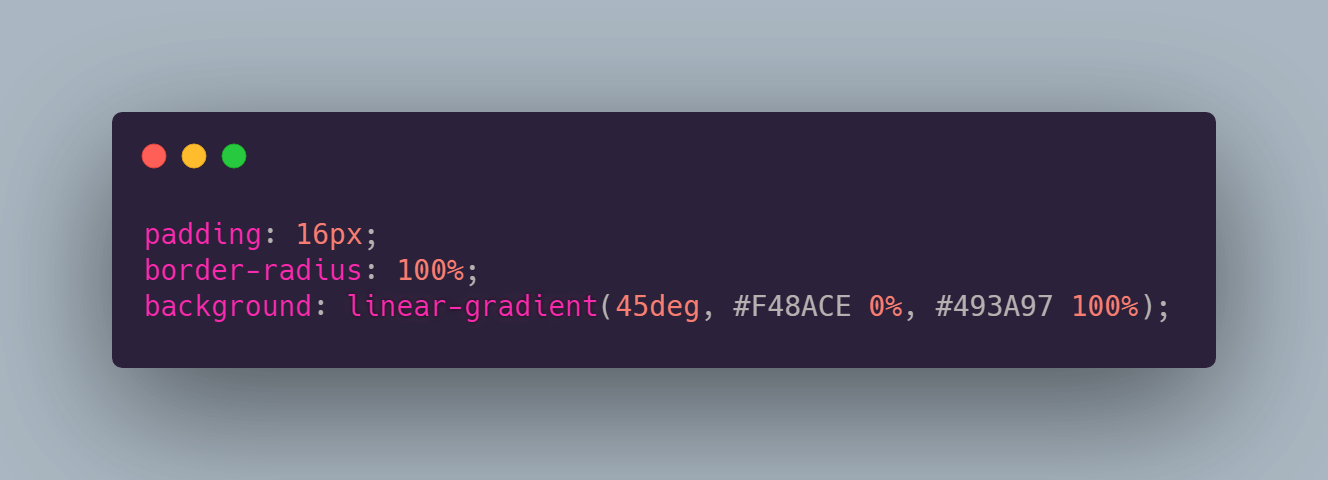 padding: 16px;
border-radius: 100%;
background: linear-gradient(45deg, #F48ACE 0%, #493A97 100%);